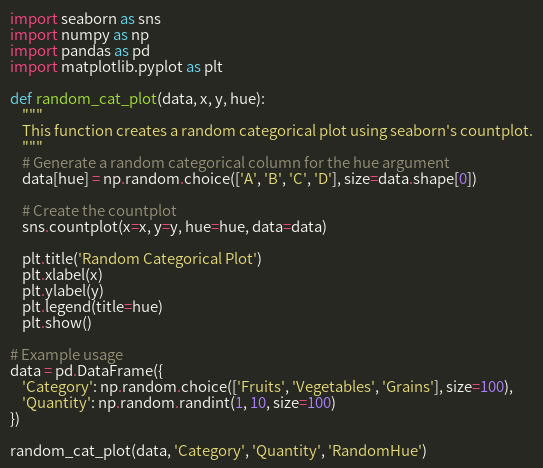 import seaborn as sns
import numpy as np
import pandas as pd
import matplotlib.pyplot as plt

def random_cat_plot(data, x, y, hue):
    """
    This function creates a random categorical plot using seaborn's countplot.
    """
    # Generate a random categorical column for the hue argument
    data[hue] = np.random.choice(['A', 'B', 'C', 'D'], size=data.shape[0])

    # Create the countplot
    sns.countplot(x=x, y=y, hue=hue, data=data)

    plt.title('Random Categorical Plot')
    plt.xlabel(x)
    plt.ylabel(y)
    plt.legend(title=hue)
    plt.show()

# Example usage
data = pd.DataFrame({
    'Category': np.random.choice(['Fruits', 'Vegetables', 'Grains'], size=100),
    'Quantity': np.random.randint(1, 10, size=100)
})

random_cat_plot(data, 'Category', 'Quantity', 'RandomHue')